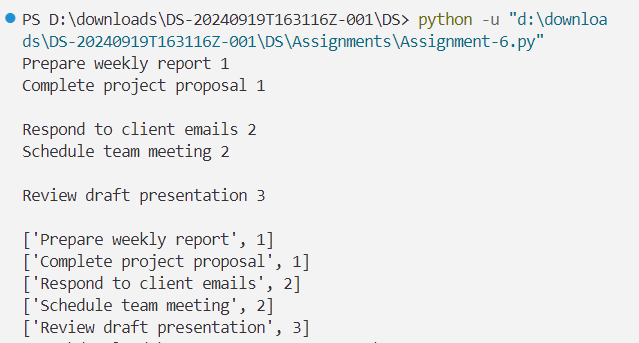 PS D:\downloads\DS-20240919T163116Z-001\DS> python -u "d:\downloa
ds\DS-20240919T163116Z-001\DS\Assignments\Assignment-6.py"
Prepare weekly report 1
Complete project proposal 1
Respond to client emails 2
Schedule team meeting 2
Review draft presentation 3
['Prepare weekly report', 1]
['Complete project proposal', 1]
['Respond to client emails', 2]
['Schedule team meeting', 2]
['Review draft presentation', 3]